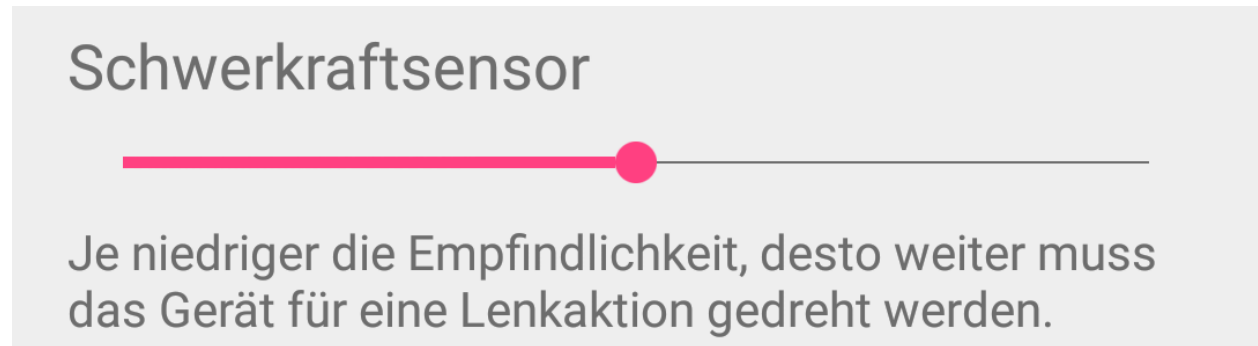 Schwerkraftsensor
Je niedriger die Empfindlichkeit, desto weiter muss
das Gerät für eine Lenkaktion gedreht werden.